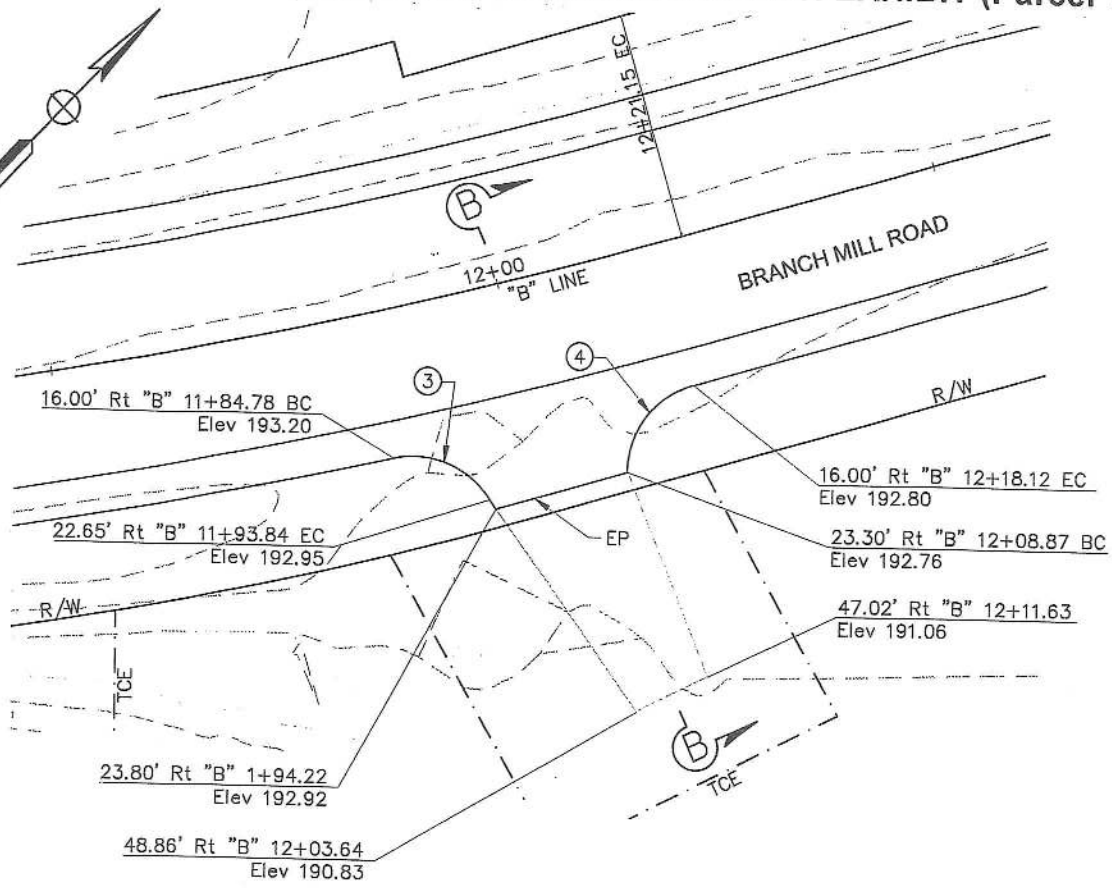 (Parcel
12+21.15 EC
B
12+00
"B" LINE
BRANCH MILL ROAD
4
3
16.00' Rt "B" 11+84.78 BC
Elev 193.20
R/W
16.00' Rt "B" 12+18.12 EC
Elev 192.80
22.65' Rt "B" 11+93.84 EC
Elev 192.95
EP
23.30' Rt "B" 12+08.87 BC
Elev 192.76
R/W
47.02' Rt "B" 12+11.63
Elev 191.06
TCE
B
TCE
23.80' Rt "B" 1+94.22
Elev 192.92
48.86' Rt "B" 12+03.64
Elev 190.83